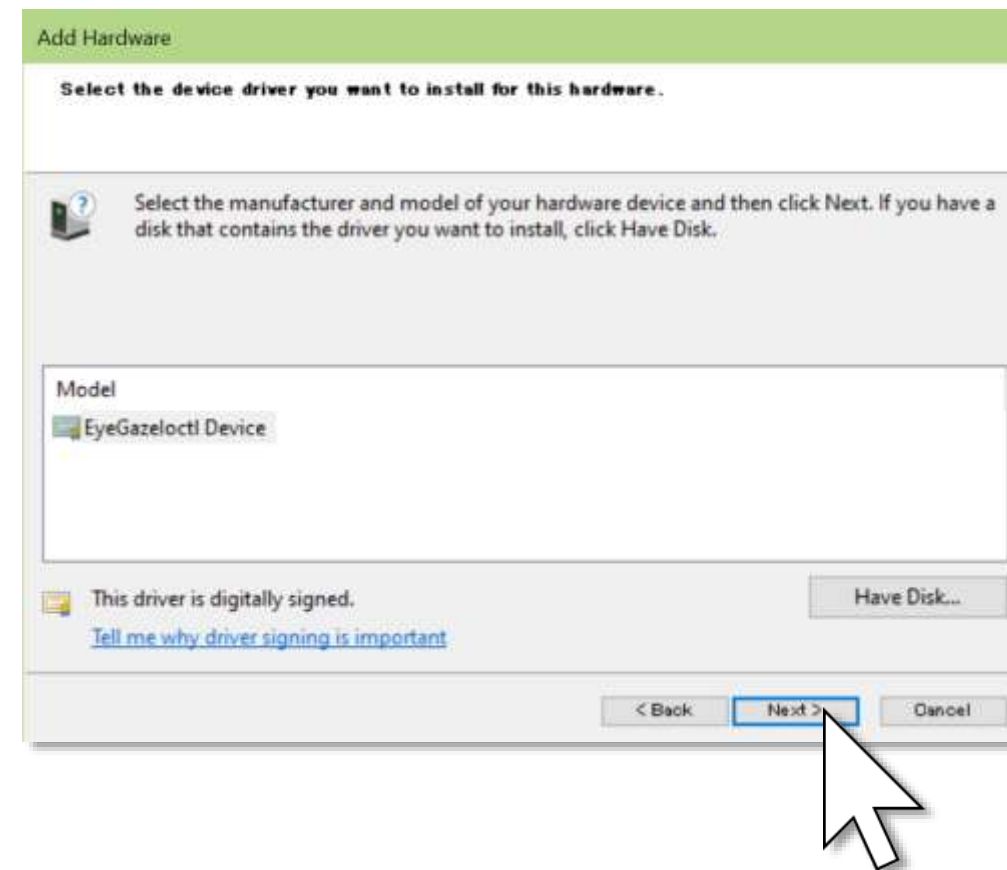 Add Hardware
Select the device driver you want to install for this hardware.
Select the manufacturer and model of your hardware device and then click Next. If you have a
disk that contains the driver you want to install, click Have Disk.
Model
EyeGazeIoctl Device
This driver is digitally signed.
Have Disk...
Tell me why driver signing is important
< Back
Next >
Cancel